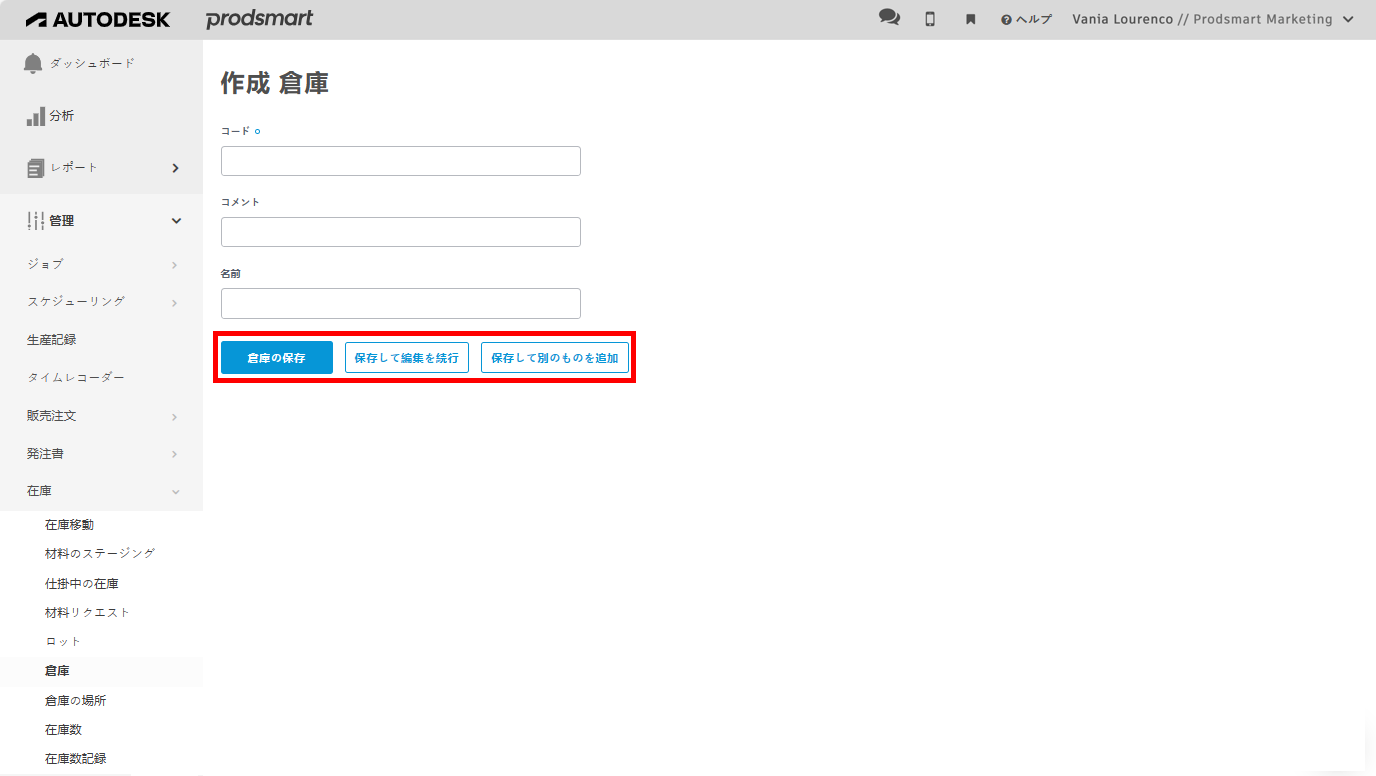 AUTODESK prodsmart ヘルプ Vania Lourenco // Prodsmart Marketing
ダッシュボード
分析
レポート
管理
ジョブ
スケジューリング
生産記録
タイムレコーダー
販売注文
発注書
在庫
在庫移動
材料のステージング
仕掛中の在庫
材料リクエスト
ロット
倉庫
倉庫の場所
在庫数
在庫数記録
作成 倉庫
コード
コメント
名前
倉庫の保存 保存して編集を続行 保存して別のものを追加